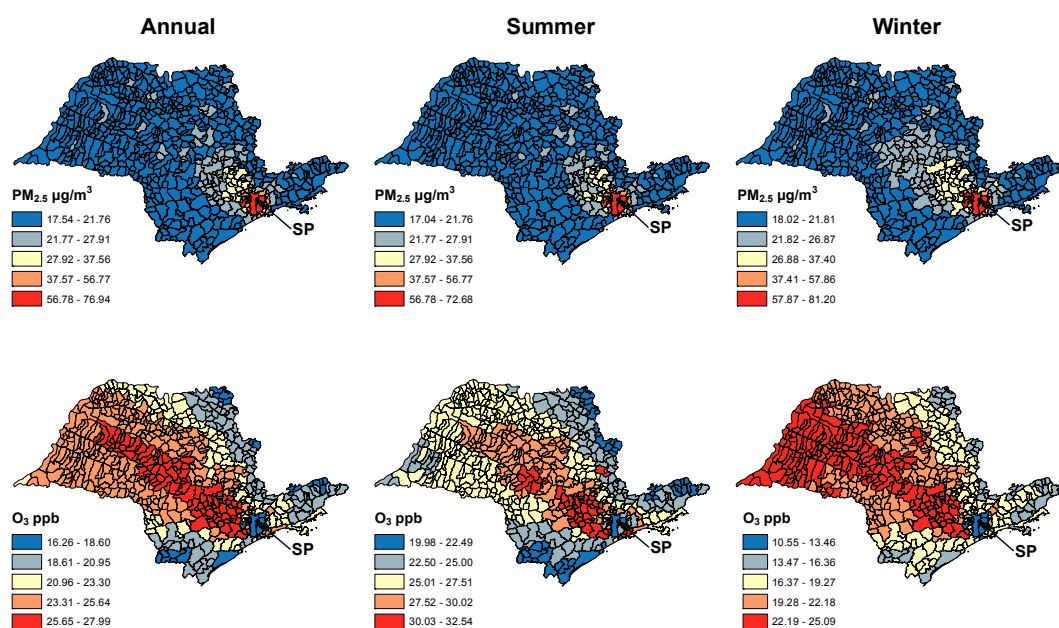 Annual
Summer
Winter
PM2.5 µg/m³
17.54 - 21.76
21.77 - 27.91
27.92 - 37.56
37.57 - 56.77
56.78 - 76.94
SP
PM2.5 µg/m³
17.04 - 21.76
21.77 - 27.91
27.92 - 37.56
37.57 - 56.77
56.78 - 72.68
SP
PM2.5 µg/m³
18.02 - 21.81
21.82 - 26.87
26.88 - 37.40
37.41 - 57.86
57.87 - 81.20
SP
O3 ppb
16.26 - 18.60
18.61 - 20.95
20.96 - 23.30
23.31 - 25.64
25.65 - 27.99
SP
O3 ppb
19.98 - 22.49
22.50 - 25.00
25.01 - 27.51
27.52 - 30.02
30.03 - 32.54
SP
O3 ppb
10.55 - 13.46
13.47 - 16.36
16.37 - 19.27
19.28 - 22.18
22.19 - 25.09
SP